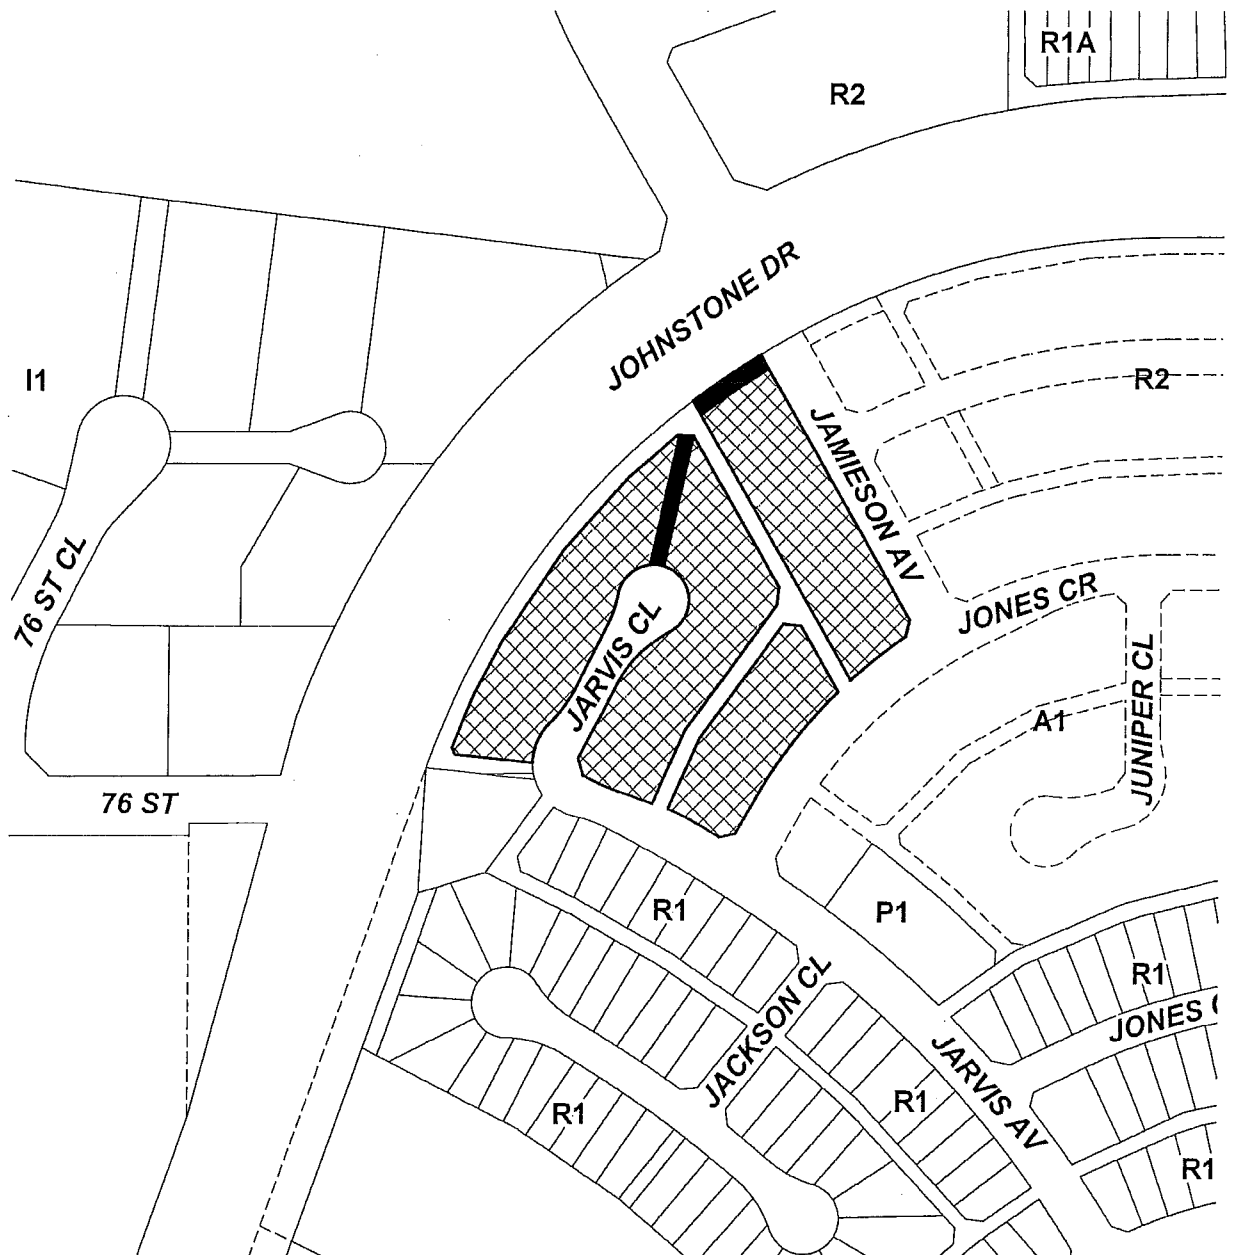 R1A
R2
JOHNSTONE DR
I1
R2
JAMIESON AV
76 ST CL
JONES CR
JARVIS CL
JUNIPER CL
A1
76 ST
R1
P1
R1
JACKSON CL
JONES
JARVIS AV
R1
R1
R1